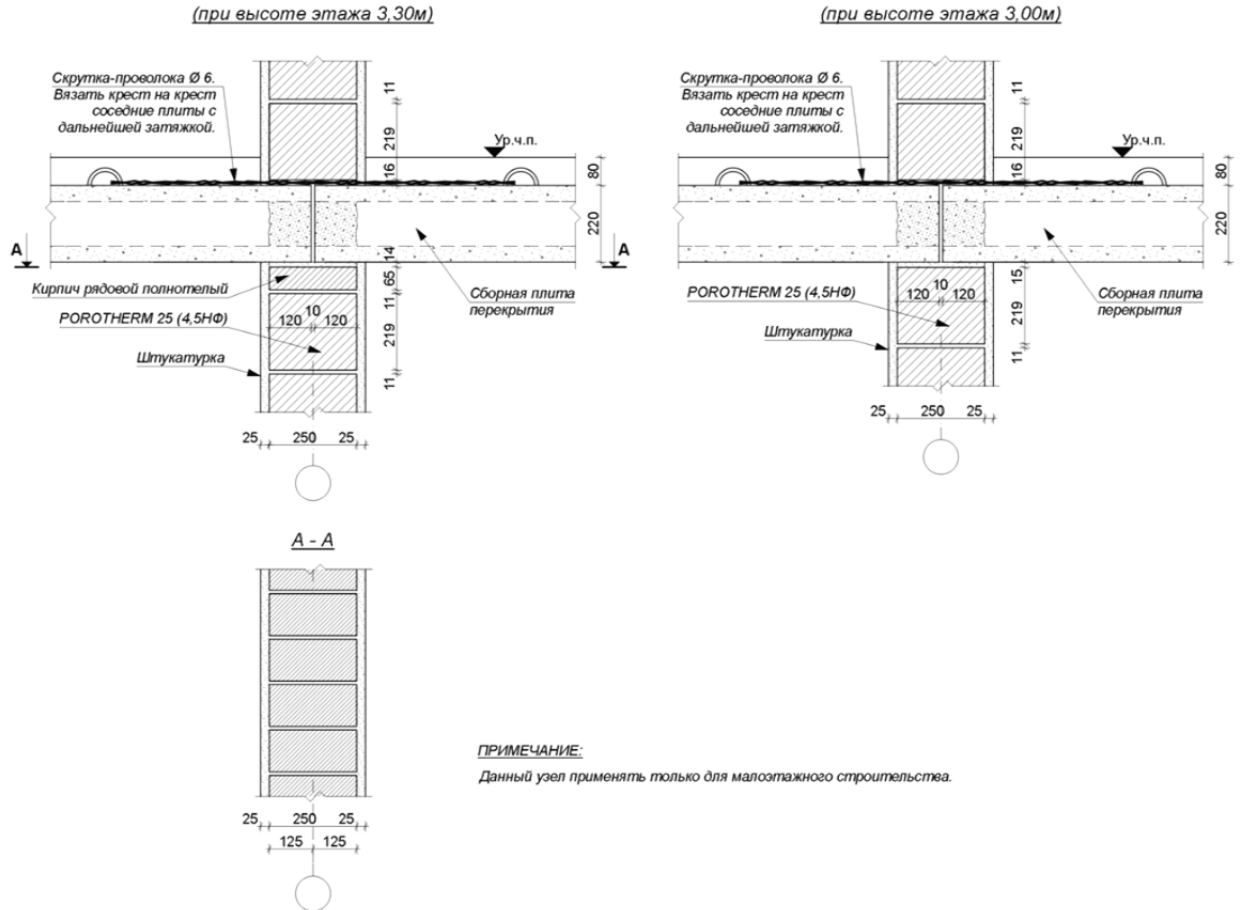 (при высоте этажа 3,30м)
Скрутка-проволока Ø 6.
Вязать крест на крест
соседние плиты с
дальнейшей затяжкой.
11
219
16
Ур.ч.п.
80
220
А
А
14
65
11
219
11
Кирпич рядовой полнотелый
POROTHERM 25 (4,5НФ)
Штукатурка
10
120
120
Сборная плита
перекрытия
25
250
25
(при высоте этажа 3,00м)
Скрутка-проволока Ø 6.
Вязать крест на крест
соседние плиты с
дальнейшей затяжкой.
11
219
16
Ур.ч.п.
80
220
15
219
11
POROTHERM 25 (4,5НФ)
Штукатурка
10
120
120
Сборная плита
перекрытия
25
250
25
А - А
25
250
25
125
125
ПРИМЕЧАНИЕ:
Данный узел применять только для малоэтажного строительства.